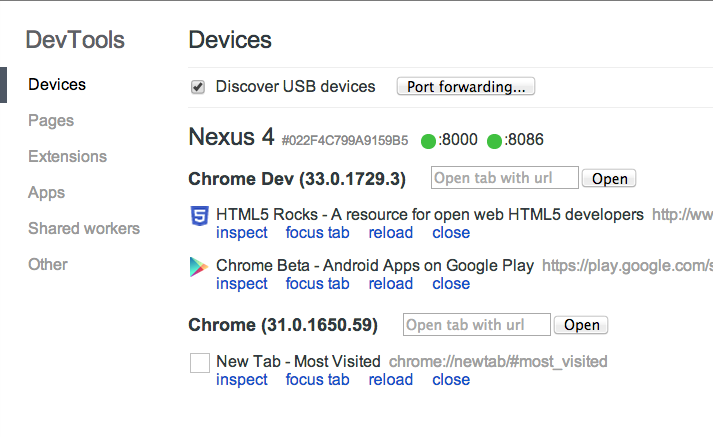 DevTools
Devices
Pages
Extensions
Apps
Shared workers
Other
Devices
Discover USB devices Port forwarding...
Nexus 4 #022F4C799A9159B5 :8000 :8086
Chrome Dev (33.0.1729.3) Open tab with url Open
HTML5 Rocks - A resource for open web HTML5 developers http://ww
inspect focus tab reload close
Chrome Beta - Android Apps on Google Play https://play.google.com/s
inspect focus tab reload close
Chrome (31.0.1650.59) Open tab with url Open
New Tab - Most Visited chrome://newtab/#most_visited
inspect focus tab reload close